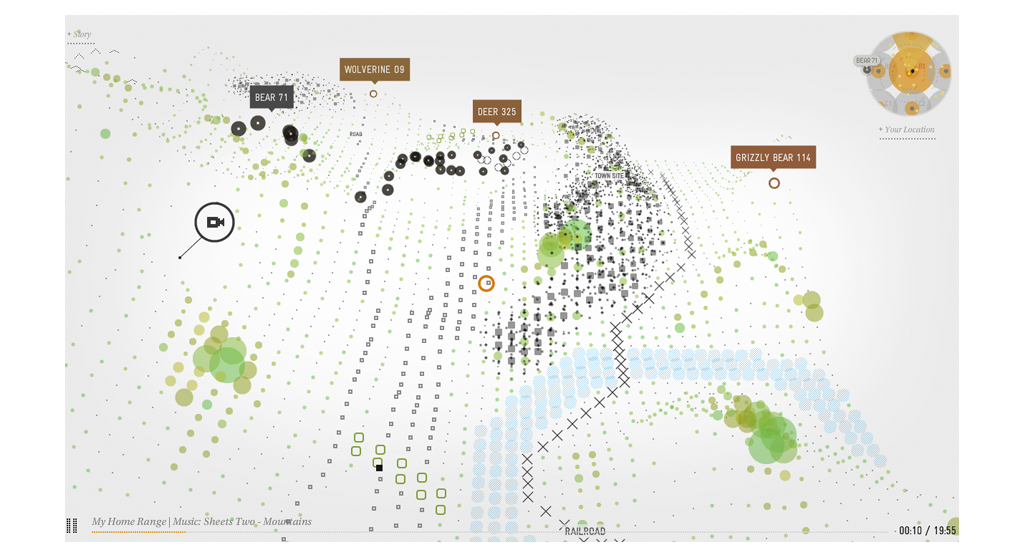 + Story
WOLVERINE 09
BEAR 71
BEAR 71
DEER 325
ROAD
+ Your Location
GRIZZLY BEAR 114
TOWN SITE
My Home Range | Music: Sheets Two - Mountains
RAILROAD
00:10 / 19:55